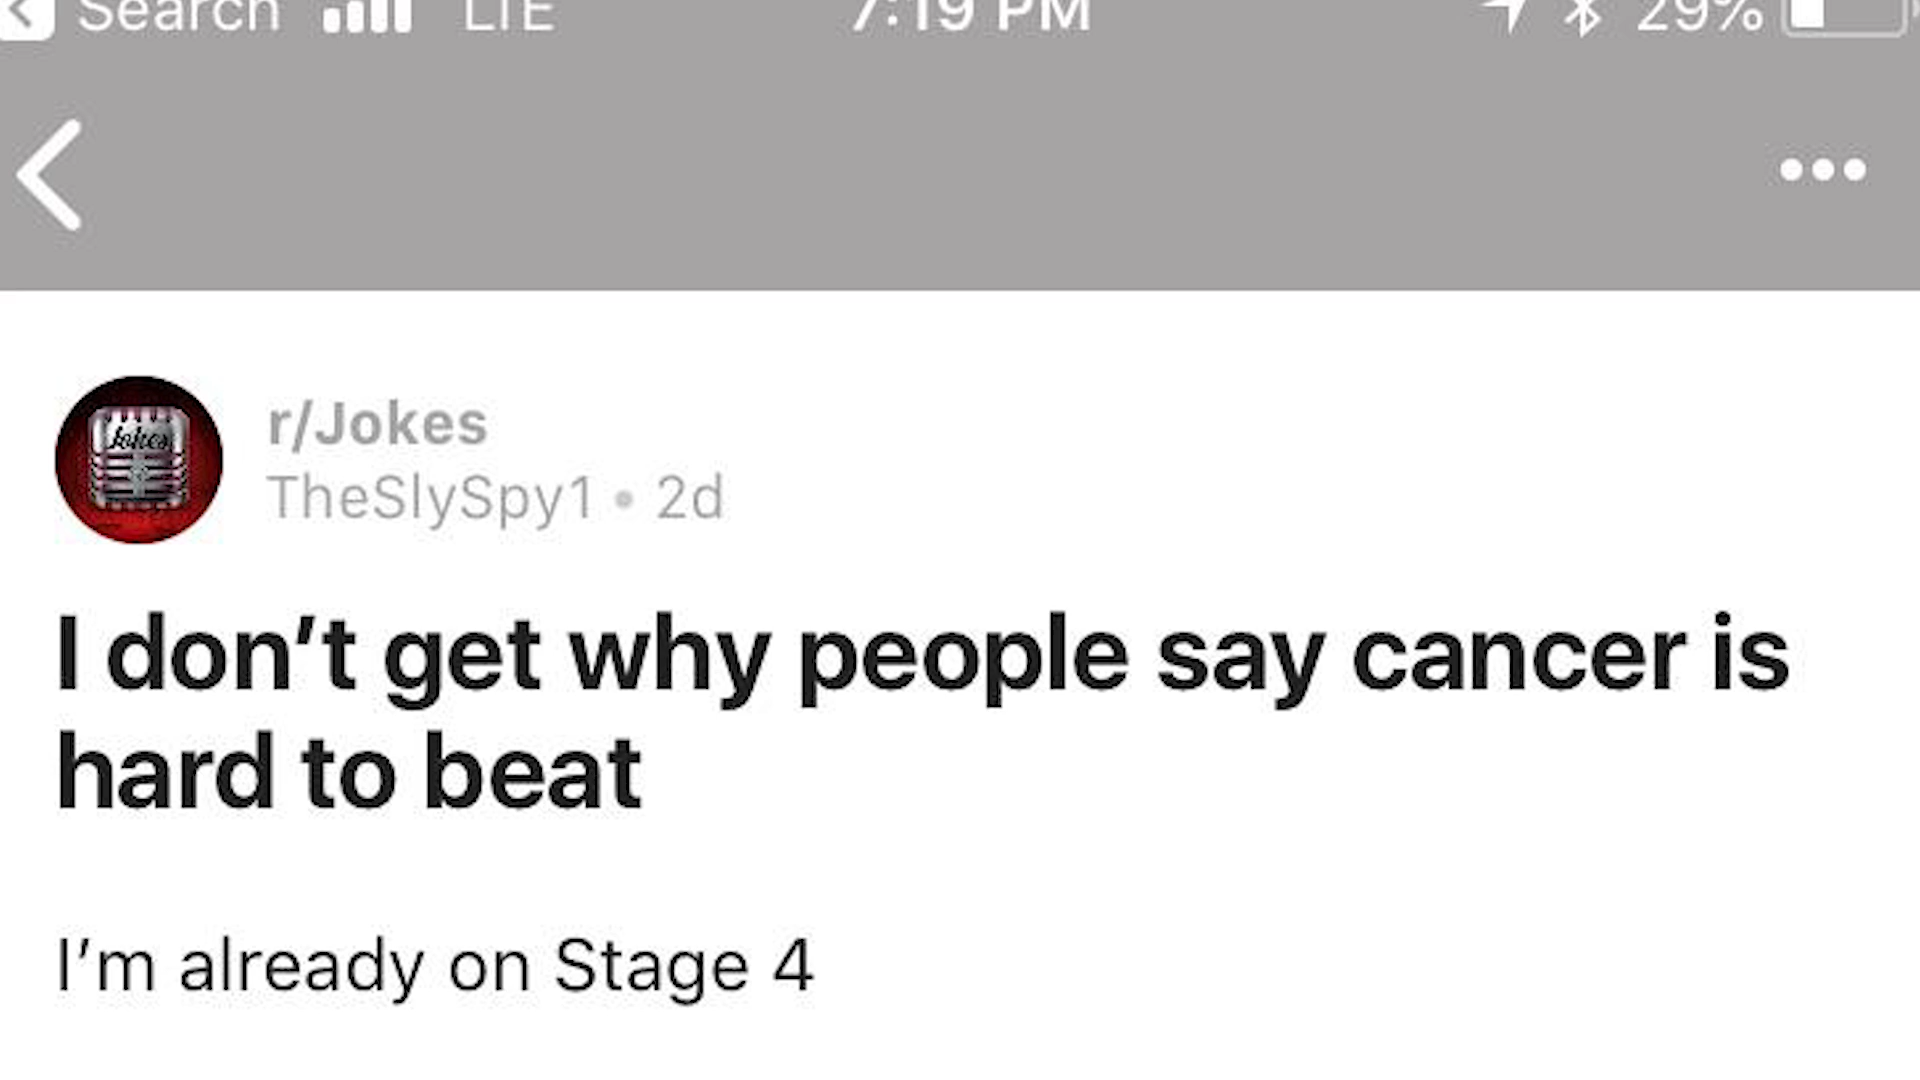 Search LTE 7:19 PM 29%
r/Jokes
TheSlySpy1 • 2d
I don’t get why people say cancer is
hard to beat
I’m already on Stage 4